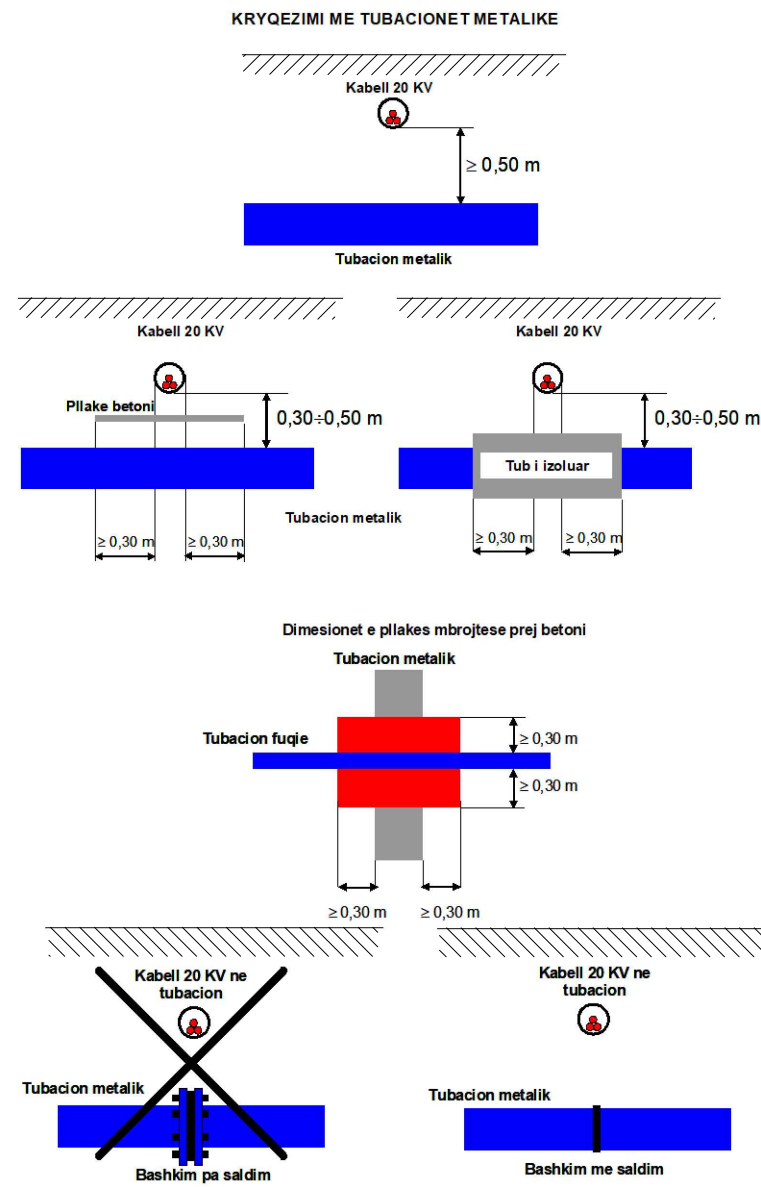 KRYQEZIMI ME TUBACIONET METALIKE
Kabell 20 KV
≥ 0,50 m
Tubacion metalik
Kabell 20 KV
Pllake betoni
0,30÷0,50 m
≥ 0,30 m
≥ 0,30 m
Kabell 20 KV
0,30÷0,50 m
Tub i izoluar
≥ 0,30 m
≥ 0,30 m
Tubacion metalik
Dimesionet e pllakes mbrojtese prej betoni
Tubacion metalik
Tubacion fuqie
≥ 0,30 m
≥ 0,30 m
≥ 0,30 m
≥ 0,30 m
Kabell 20 KV ne
tubacion
Tubacion metalik
Bashkim pa saldim
Kabell 20 KV ne
tubacion
Tubacion metalik
Bashkim me saldim